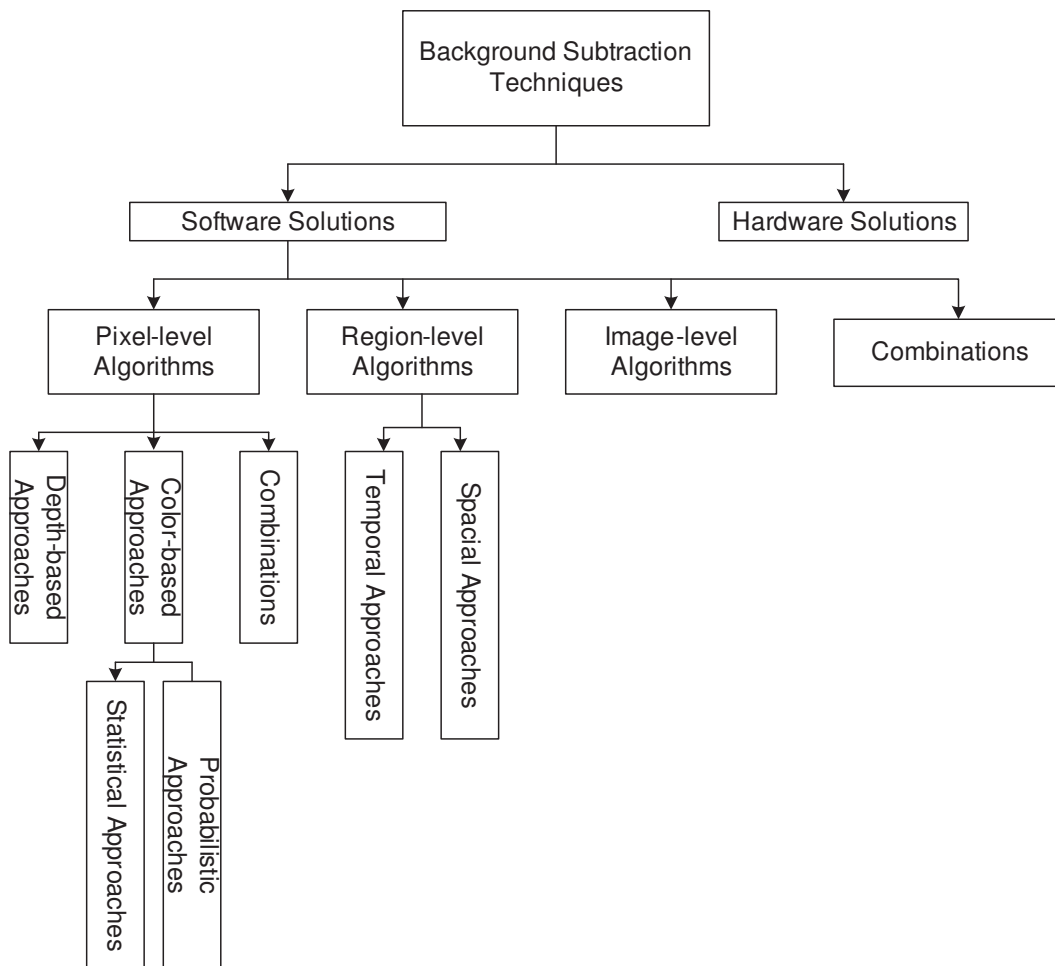 Background Subtraction
Techniques
Software Solutions
Hardware Solutions
Pixel-level
Algorithms
Region-level
Algorithms
Image-level
Algorithms
Combinations
Depth-based
Approaches
Color-based
Approaches
Combinations
Temporal Approaches
Spacial Approaches
Statistical Approaches
Probabilistic
Approaches